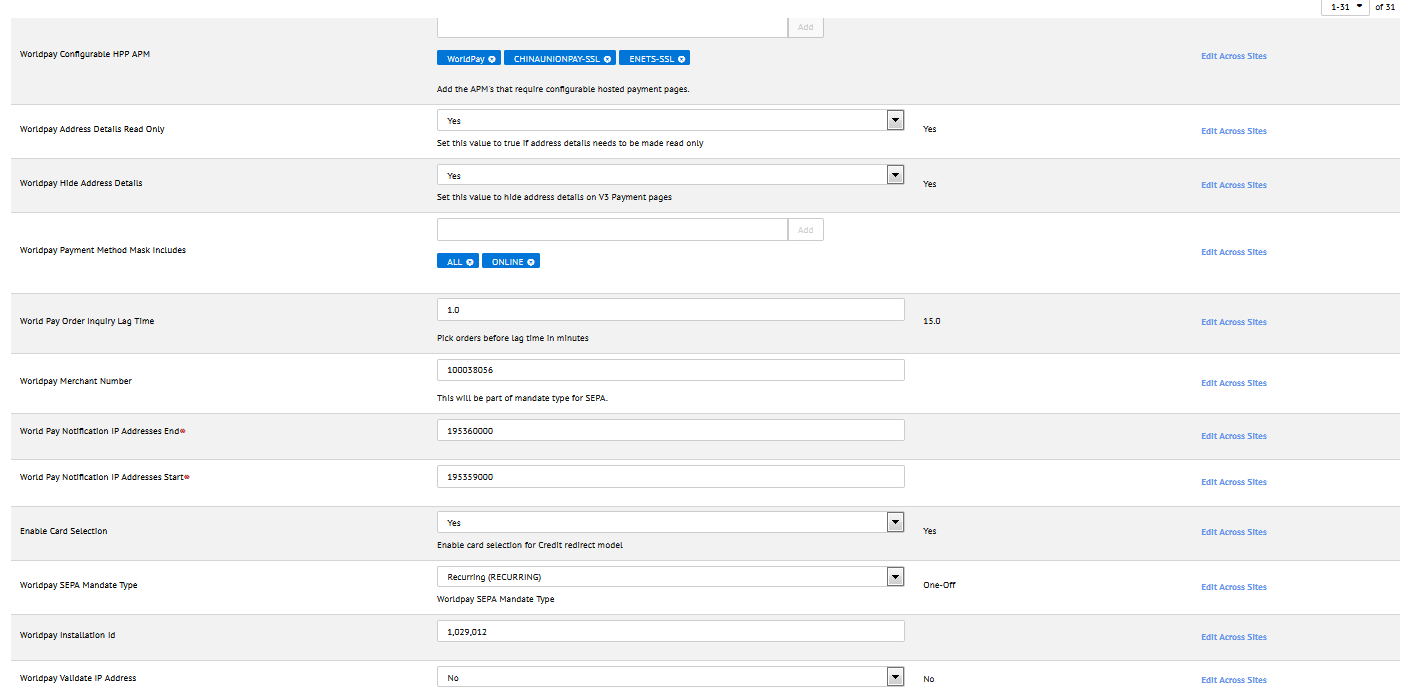 1-31 of 31
Add
Worldpay Configurable HPP APM
WorldPay CHINAUNIONPAY-SSL ENETS-SSL
Edit Across Sites
Add the APM's that require configurable hosted payment pages.
Worldpay Address Details Read Only
Yes
Yes
Edit Across Sites
Set this value to true if address details needs to be made read only
Worldpay Hide Address Details
Yes
Yes
Edit Across Sites
Set this value to hide address details on V3 Payment pages
Add
Worldpay Payment Method Mask Includes
Edit Across Sites
ALL ONLINE
World Pay Order Inquiry Lag Time
1.0
15.0
Edit Across Sites
Pick orders before lag time in minutes
Worldpay Merchant Number
100038056
Edit Across Sites
This will be part of mandate type for SEPA.
World Pay Notification IP Addresses End
195360000
Edit Across Sites
World Pay Notification IP Addresses Start
195359000
Edit Across Sites
Enable Card Selection
Yes
Yes
Edit Across Sites
Enable card selection for Credit redirect model
Worldpay SEPA Mandate Type
Recurring (RECURRING)
One-Off
Edit Across Sites
Worldpay SEPA Mandate Type
Worldpay Installation Id
1,029,012
Edit Across Sites
Worldpay Validate IP Address
No
No
Edit Across Sites